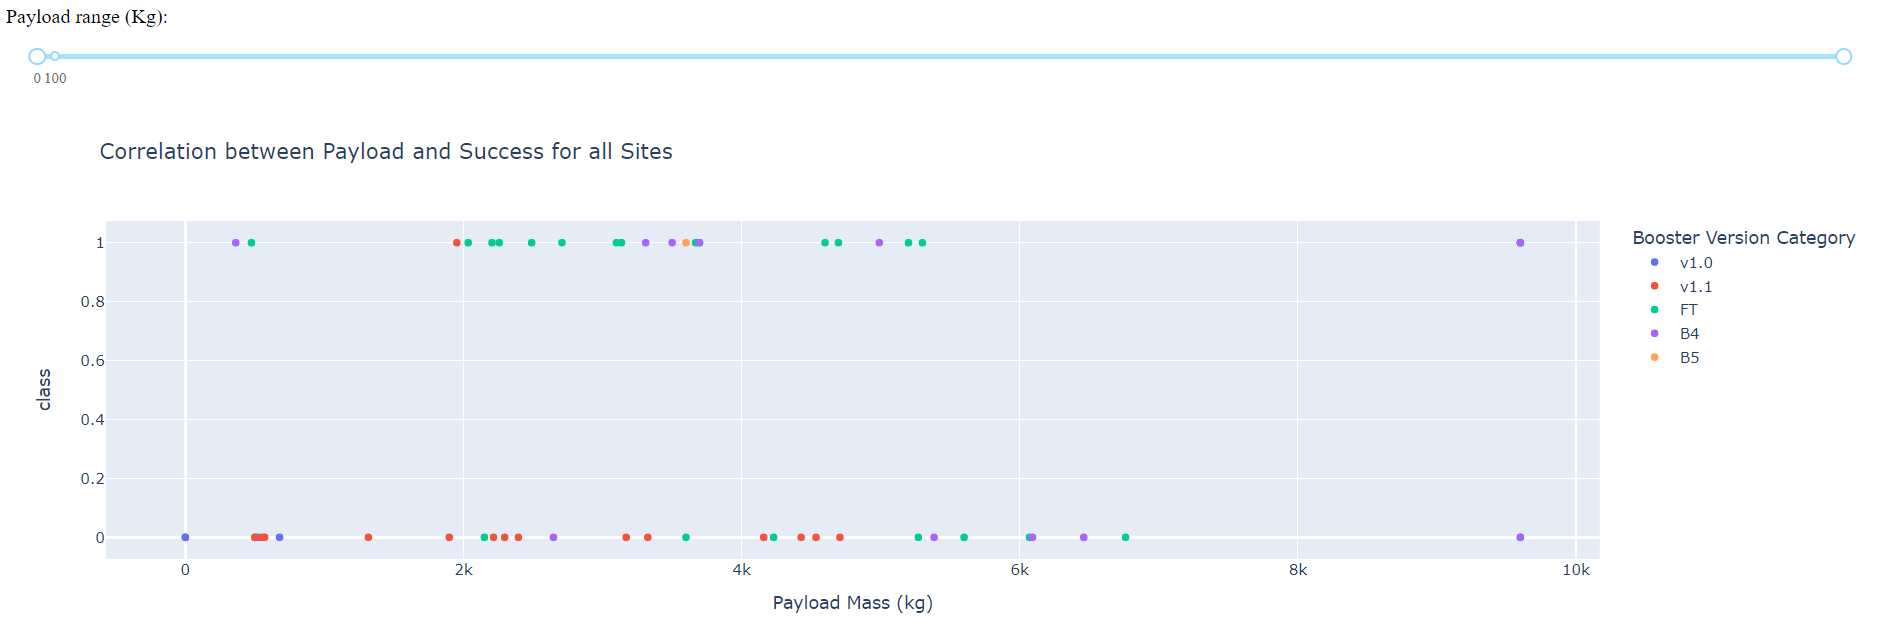 Payload range (Kg):
0 100
Correlation between Payload and Success for all Sites
Booster Version Category
v1.0
v1.1
FT
B4
B5
1
0.8
0.6
0.4
0.2
0
class
0 2k 4k 6k 8k 10k
Payload Mass (kg)